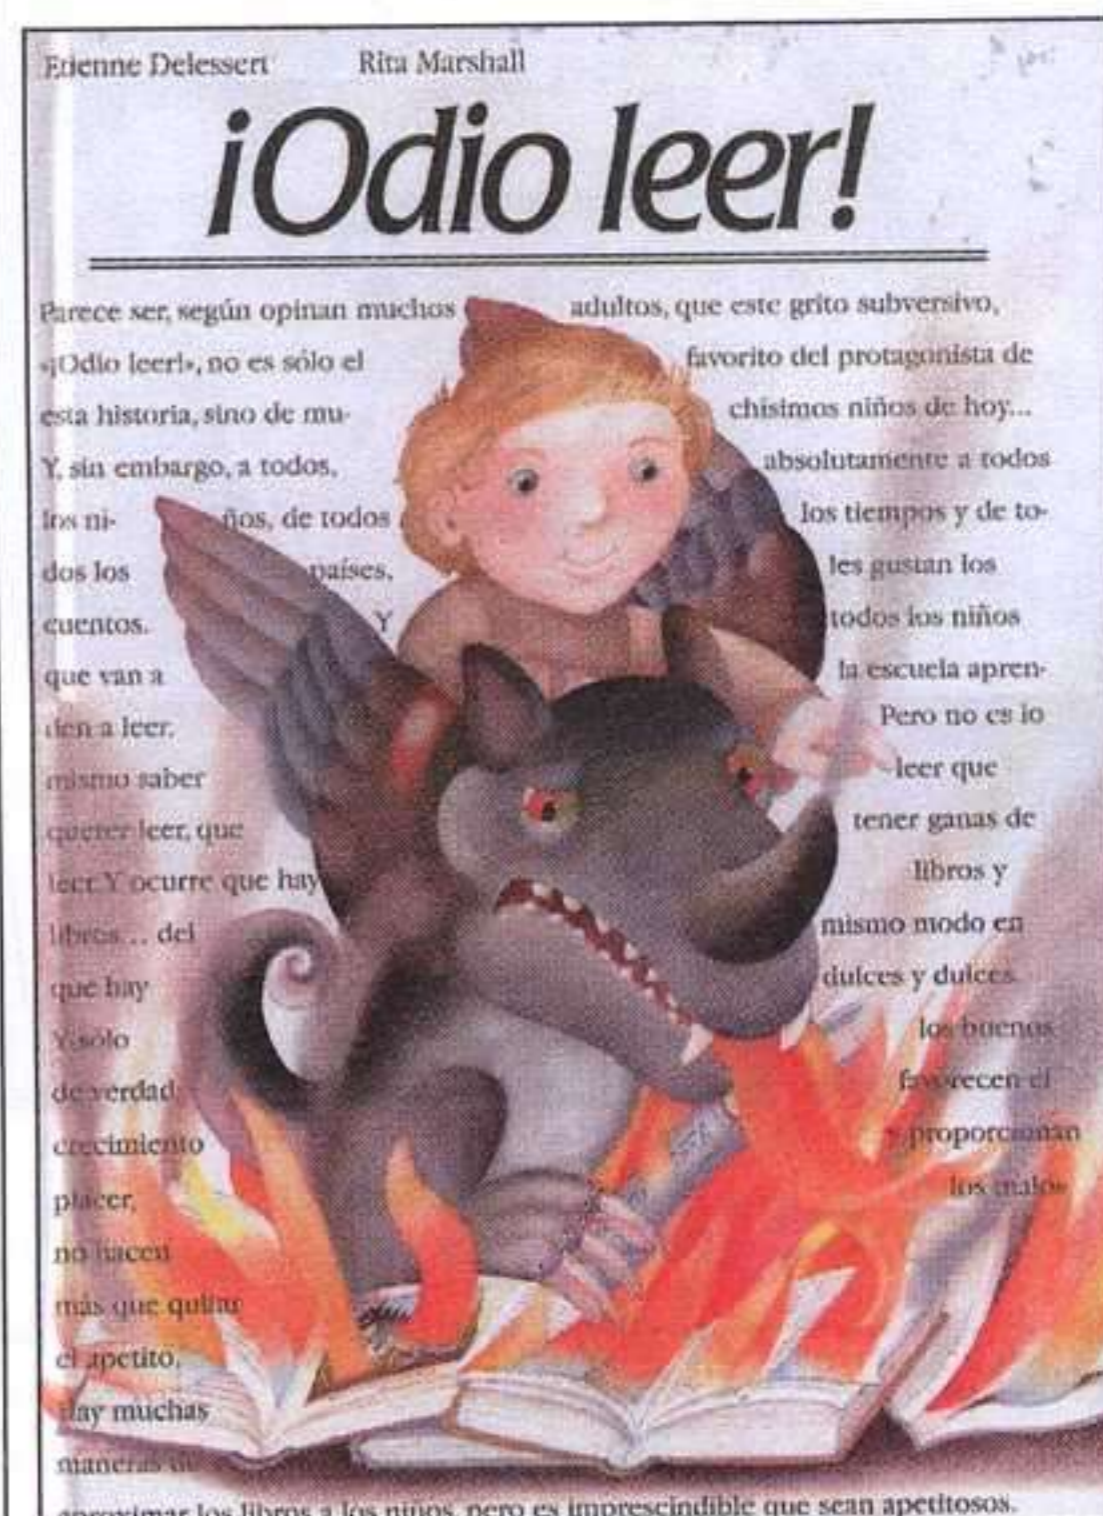 Etienne Delessert Rita Marshall
¡Odio leer!
Parece ser, según opinan muchos adultos, que este grito subversivo,
«¡Odio leer!», no es sólo el favorito del protagonista de
esta historia, sino de mu- chísimos niños de hoy...
Y, sin embargo, a todos, absolutamente a todos
los ni- ños, de todos los tiempos y de to-
dos los países, les gustan los
cuentos. Y todos los niños
que van a la escuela apren-
den a leer. Pero no es lo
mismo saber leer que
querer leer, que tener ganas de
leer. Y ocurre que hay libros y
libros... del mismo modo en
que hay dulces y dulces.
Y sólo los buenos
de verdad favorecen el
crecimiento y proporcionan
placer, los malos
no hacen
más que quitar
el apetito.
Hay muchas
maneras de
aproximar los libros a los niños, pero es imprescindible que sean apetitosos.